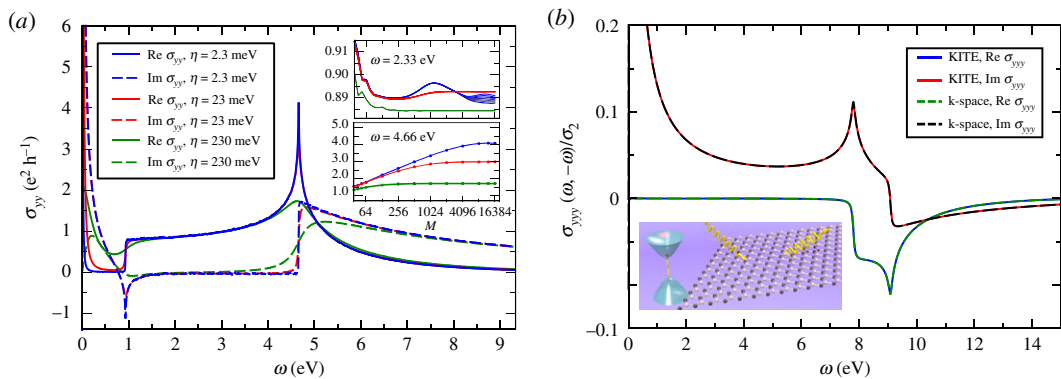 (a)
6
5
4
3
2
1
0
−1
σyy (e² h⁻¹)
0 1 2 3 4 5 6 7 8 9
ω (eV)
Re σyy, η = 2.3 meV
Im σyy, η = 2.3 meV
Re σyy, η = 23 meV
Im σyy, η = 23 meV
Re σyy, η = 230 meV
Im σyy, η = 230 meV
0.91
0.90
0.89
ω = 2.33 eV
4.0
3.0
2.0
1.0
ω = 4.66 eV
64 256 1024 4096 16384
M
(b)
0.2
0.1
0
−0.1
σyyy (ω, −ω)/σ2
0 2 4 6 8 10 12 14
ω (eV)
KITE, Re σyyy
KITE, Im σyyy
k-space, Re σyyy
k-space, Im σyyy